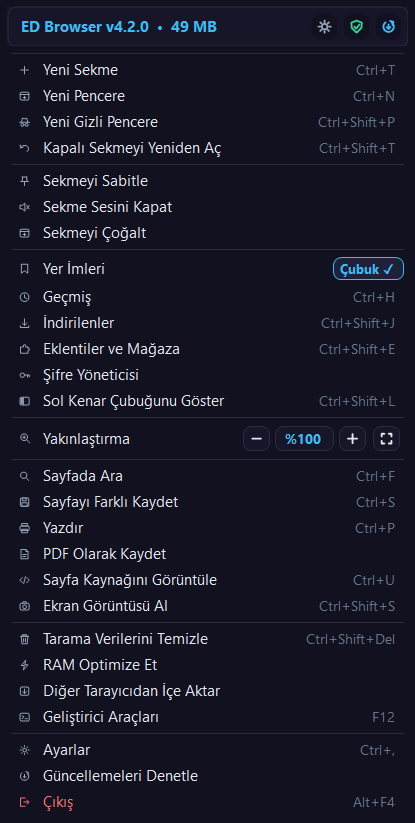 ED Browser v4.2.0 • 49 MB
Yeni Sekme Ctrl+T
Yeni Pencere Ctrl+N
Yeni Gizli Pencere Ctrl+Shift+P
Kapalı Sekmeyi Yeniden Aç Ctrl+Shift+T
Sekmeyi Sabitle
Sekme Sesini Kapat
Sekmeyi Çoğalt
Yer İmleri Çubuk ✓
Geçmiş Ctrl+H
İndirilenler Ctrl+Shift+J
Eklentiler ve Mağaza Ctrl+Shift+E
Şifre Yöneticisi
Sol Kenar Çubuğunu Göster Ctrl+Shift+L
Yakınlaştırma − %100 +
Sayfada Ara Ctrl+F
Sayfayı Farklı Kaydet Ctrl+S
Yazdır Ctrl+P
PDF Olarak Kaydet
Sayfa Kaynağını Görüntüle Ctrl+U
Ekran Görüntüsü Al Ctrl+Shift+S
Tarama Verilerini Temizle Ctrl+Shift+Del
RAM Optimize Et
Diğer Tarayıcıdan İçe Aktar
Geliştirici Araçları F12
Ayarlar Ctrl+,
Güncellemeleri Denetle
Çıkış Alt+F4